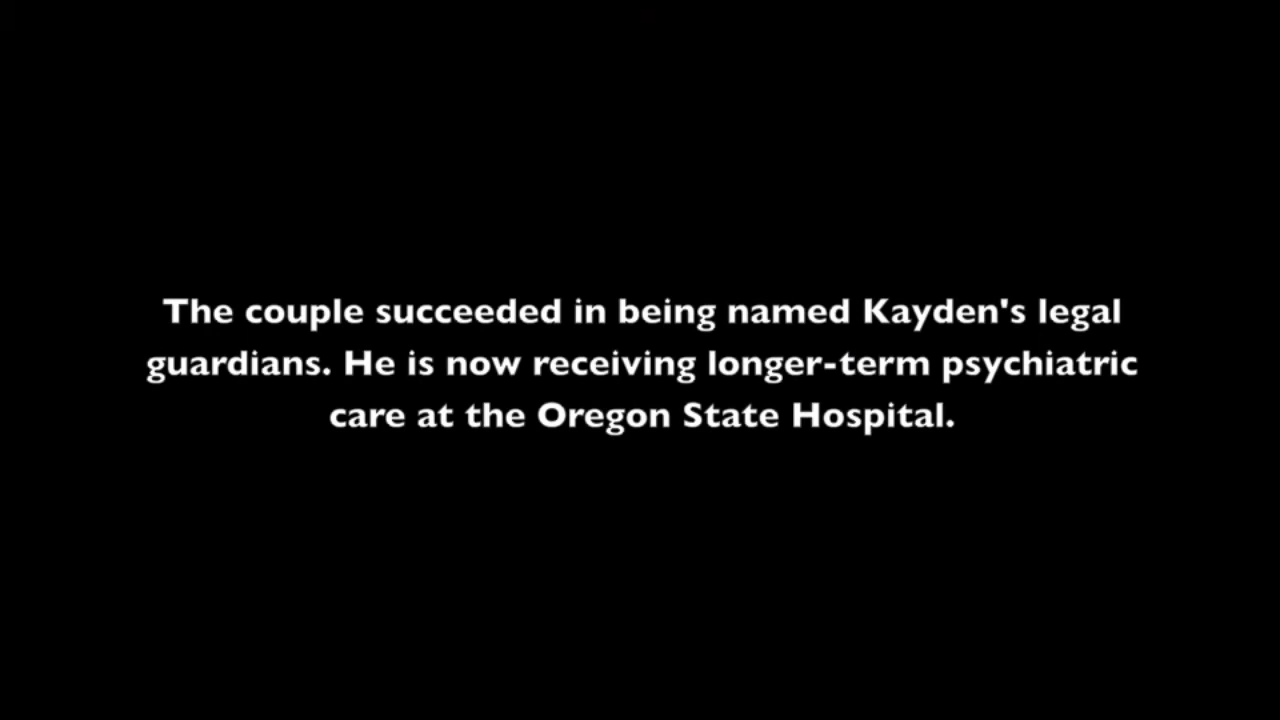 The couple succeeded in being named Kayden's legal
guardians. He is now receiving longer-term psychiatric
care at the Oregon State Hospital.